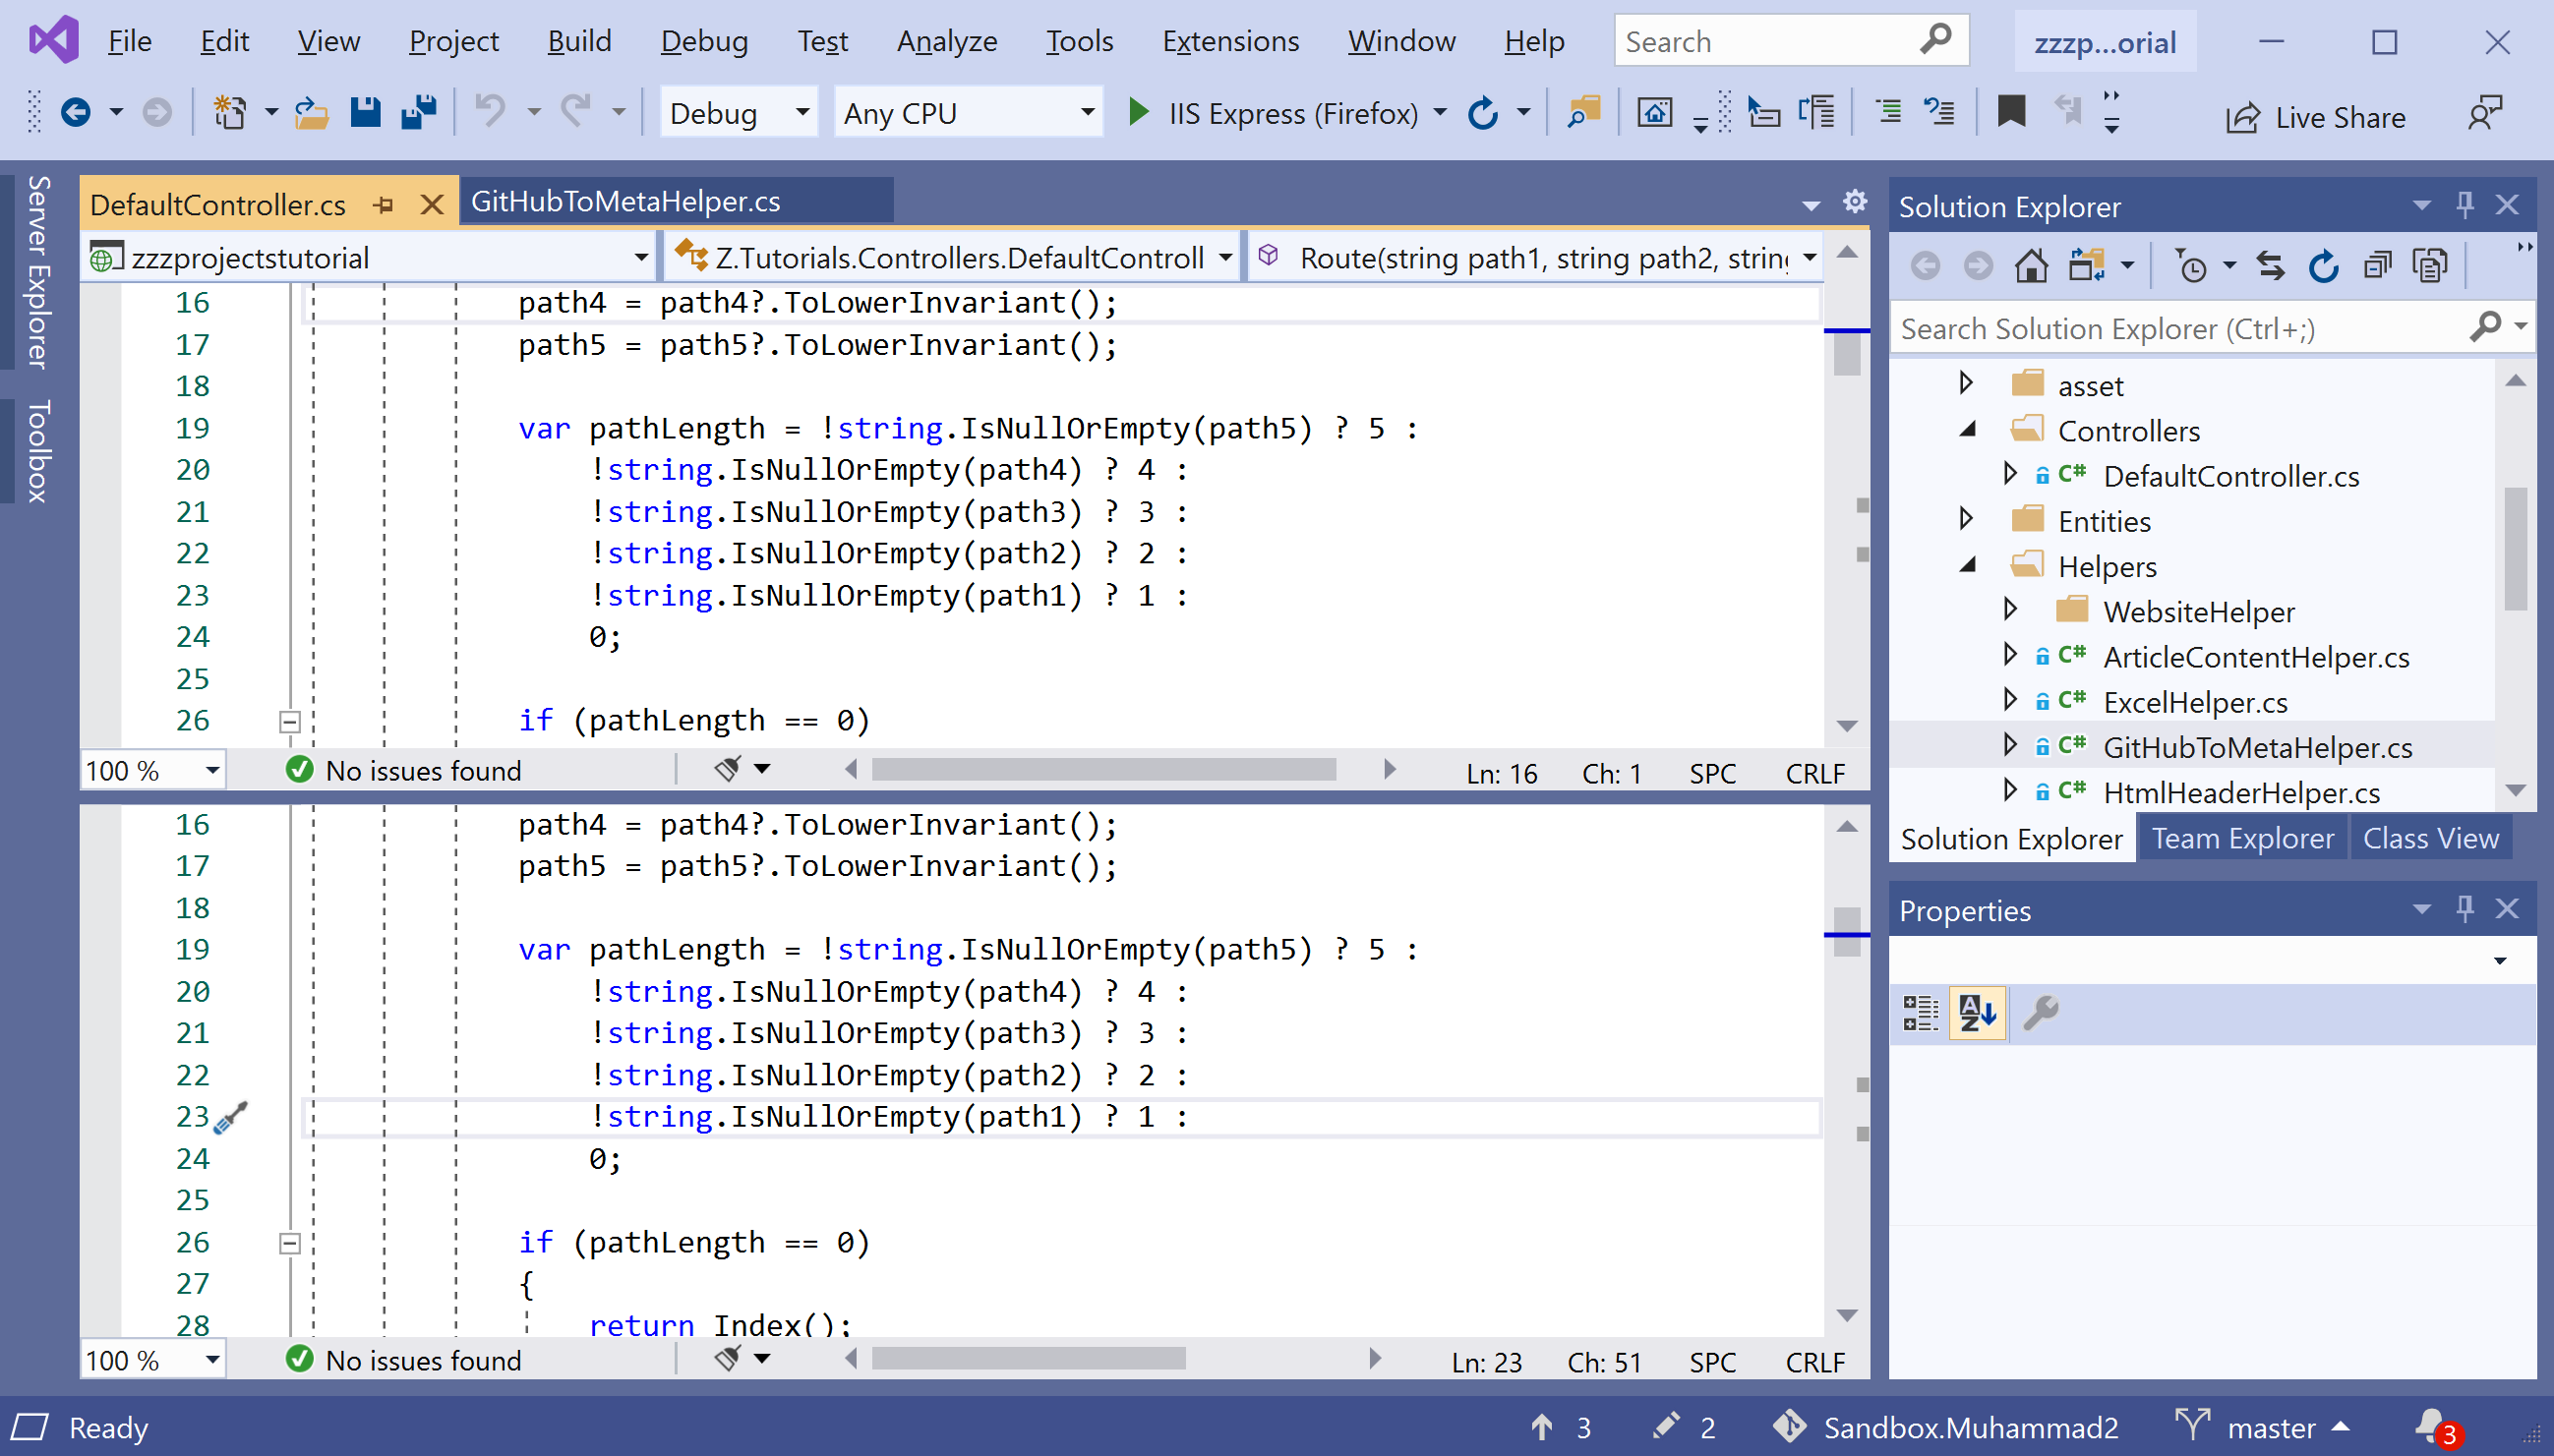 File Edit View Project Build Debug Test Analyze Tools Extensions Window Help Search zzzp...orial
Debug Any CPU IIS Express (Firefox) Live Share
Server Explorer
Toolbox
DefaultController.cs GitHubToMetaHelper.cs
zzzprojectstutorial Z.Tutorials.Controllers.DefaultControll Route(string path1, string path2, strin
16 path4 = path4?.ToLowerInvariant();
17 path5 = path5?.ToLowerInvariant();
18
19 var pathLength = !string.IsNullOrEmpty(path5) ? 5 :
20 !string.IsNullOrEmpty(path4) ? 4 :
21 !string.IsNullOrEmpty(path3) ? 3 :
22 !string.IsNullOrEmpty(path2) ? 2 :
23 !string.IsNullOrEmpty(path1) ? 1 :
24 0;
25
26 if (pathLength == 0)
100 % No issues found Ln: 16 Ch: 1 SPC CRLF
16 path4 = path4?.ToLowerInvariant();
17 path5 = path5?.ToLowerInvariant();
18
19 var pathLength = !string.IsNullOrEmpty(path5) ? 5 :
20 !string.IsNullOrEmpty(path4) ? 4 :
21 !string.IsNullOrEmpty(path3) ? 3 :
22 !string.IsNullOrEmpty(path2) ? 2 :
23 !string.IsNullOrEmpty(path1) ? 1 :
24 0;
25
26 if (pathLength == 0)
27 {
28 return Index();
100 % No issues found Ln: 23 Ch: 51 SPC CRLF
Solution Explorer
Search Solution Explorer (Ctrl+;)
asset
Controllers
C# DefaultController.cs
Entities
Helpers
WebsiteHelper
C# ArticleContentHelper.cs
C# ExcelHelper.cs
C# GitHubToMetaHelper.cs
C# HtmlHeaderHelper.cs
Solution Explorer Team Explorer Class View
Properties
Ready 3 2 Sandbox.Muhammad2 master 3